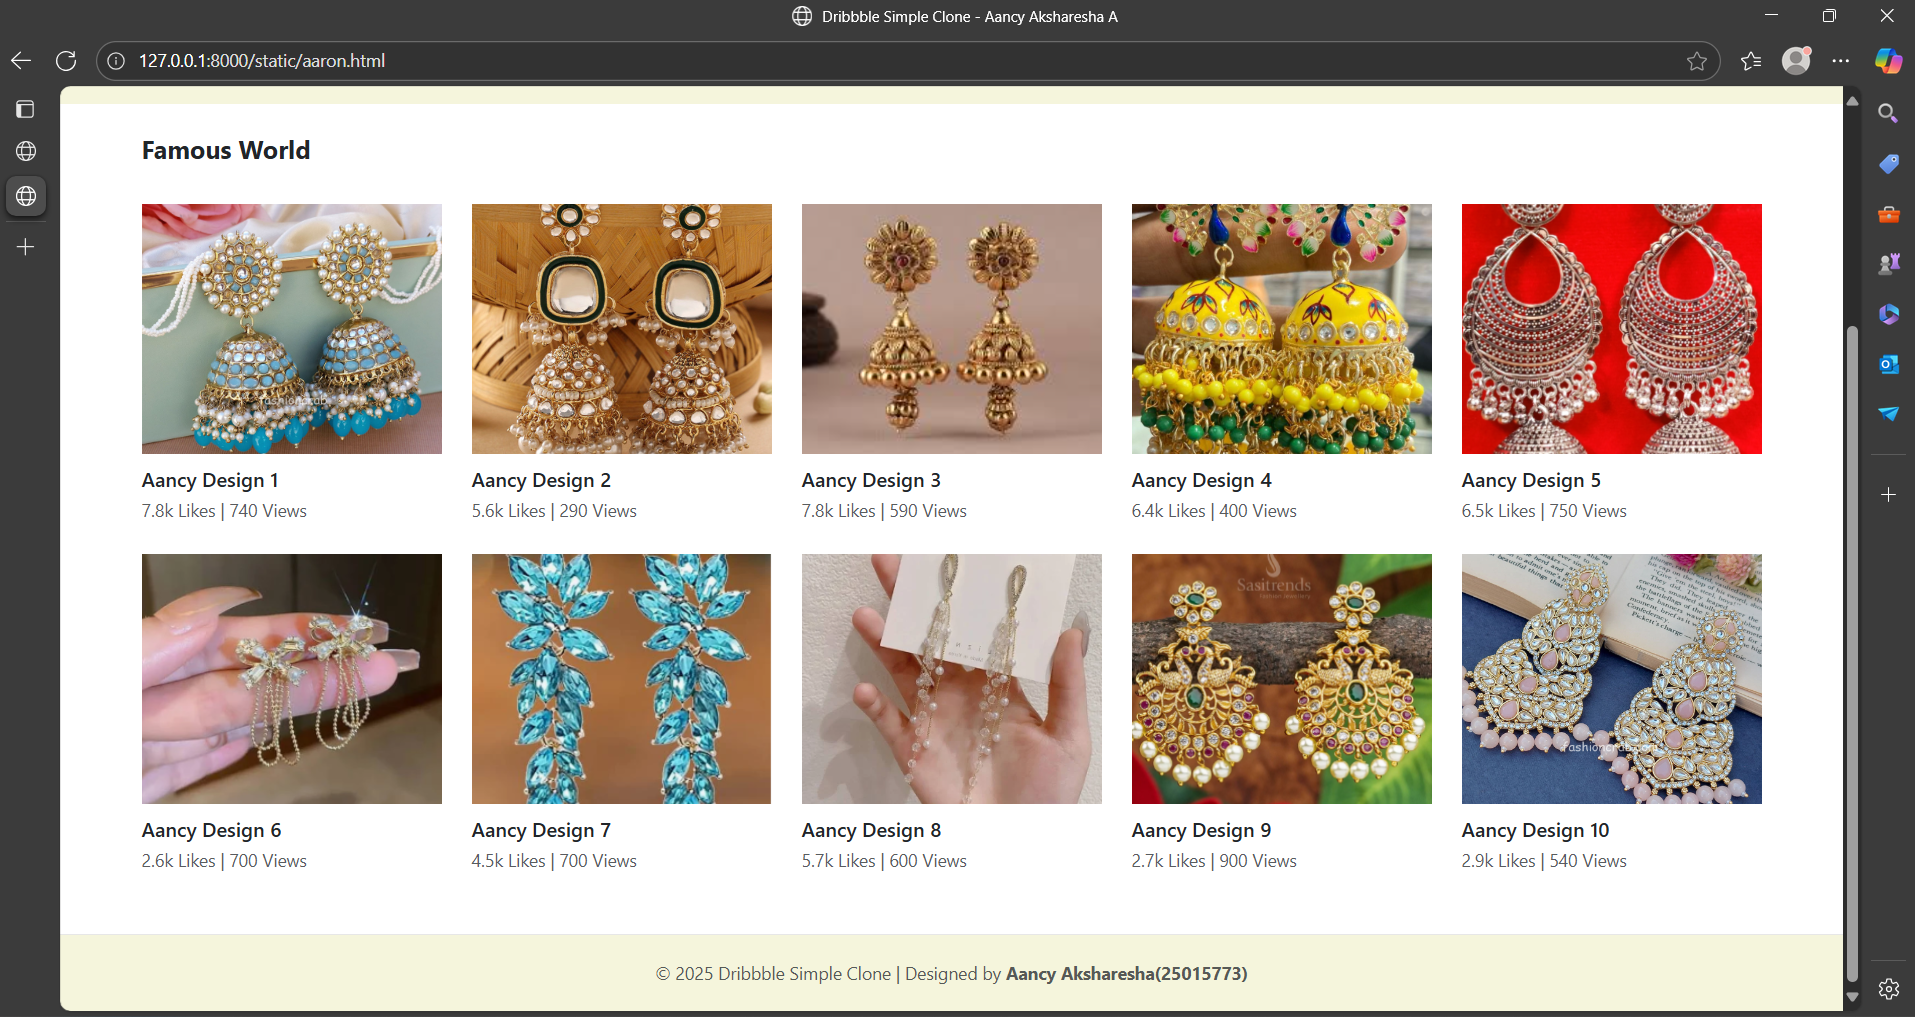 Dribbble Simple Clone - Aancy Aksharesha A
127.0.0.1:8000/static/aaron.html
Famous World
fashioncrab
Aancy Design 1
7.8k Likes | 740 Views
Aancy Design 2
5.6k Likes | 290 Views
Aancy Design 3
7.8k Likes | 590 Views
Aancy Design 4
6.4k Likes | 400 Views
Aancy Design 5
6.5k Likes | 750 Views
Sasitrends
Fashion Jewellery
fashioncrab.com
Aancy Design 6
2.6k Likes | 700 Views
Aancy Design 7
4.5k Likes | 700 Views
Aancy Design 8
5.7k Likes | 600 Views
Aancy Design 9
2.7k Likes | 900 Views
Aancy Design 10
2.9k Likes | 540 Views
© 2025 Dribbble Simple Clone | Designed by Aancy Aksharesha(25015773)